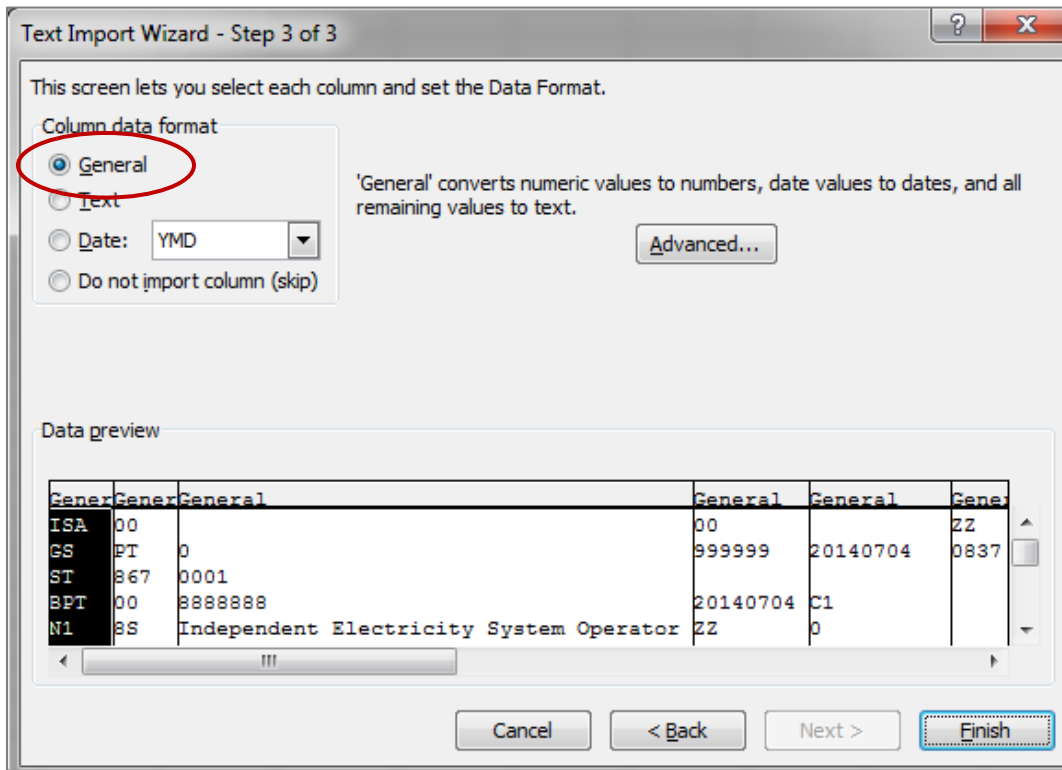 Text Import Wizard - Step 3 of 3
This screen lets you select each column and set the Data Format.
Column data format
General
Text
Date: YMD
Do not import column (skip)
'General' converts numeric values to numbers, date values to dates, and all
remaining values to text.
Advanced...
Data preview
GenerGenerGeneral General General Gener
ISA 00 00 ZZ
GS PT 0 999999 20140704 0837
ST 867 0001
BPT 00 8888888 20140704 C1
N1 8S Independent Electricity System Operator ZZ 0
Cancel < Back Next > Finish